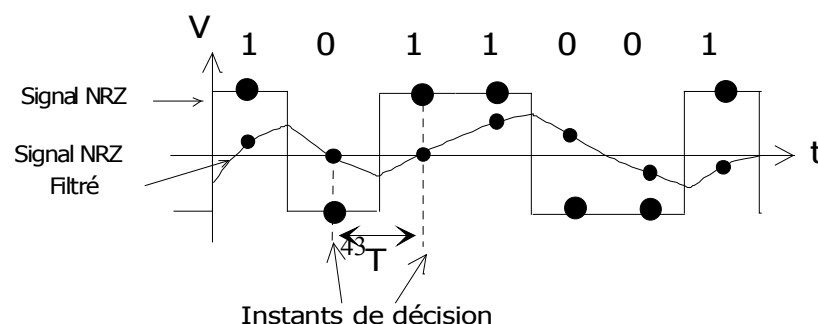 V
1 0 1 1 0 0 1
Signal NRZ
Signal NRZ
Filtré
t
43
T
Instants de décision